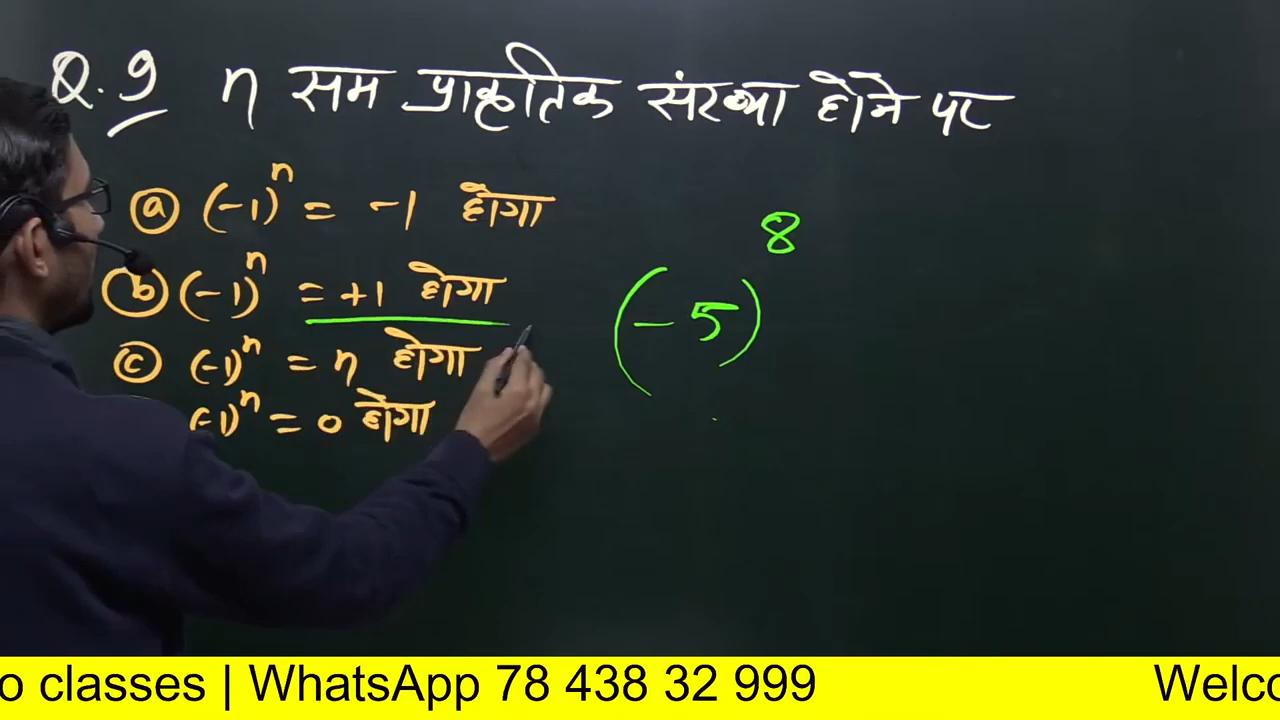 Q. 9 n सम प्राकृतिक संख्या होने पर
(a) (-1)^n = -1 होगा
(b) (-1)^n = +1 होगा
(c) (-1)^n = n होगा
(-1)^n = 0 होगा
(-5)^8
o classes | WhatsApp 78 438 32 999 Welco